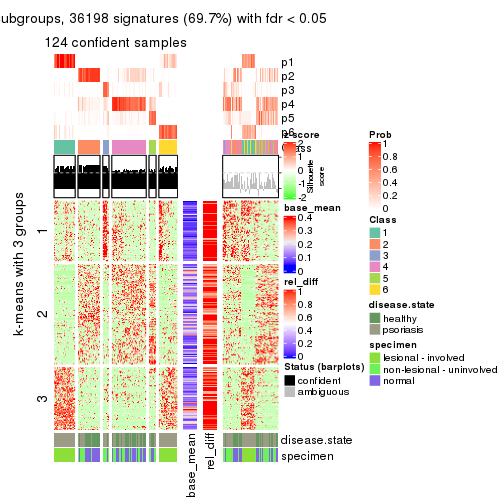 ubgroups, 36198 signatures (69.7%) with fdr < 0.05
124 confident samples
p1
p2
p3
p4
p5
p6
Class
Silhouette
score
k-means with 3 groups
1
2
3
base_mean
rel_diff
disease.state
specimen
z-score
2
1
0
-1
-2
base_mean
0.4
0.3
0.2
0.1
0
rel_diff
1
0.8
0.6
0.4
0.2
0
Status (barplots)
confident
ambiguous
Prob
1
0.8
0.6
0.4
0.2
0
Class
1
2
3
4
5
6
disease.state
healthy
psoriasis
specimen
lesional - involved
non-lesional - uninvolved
normal